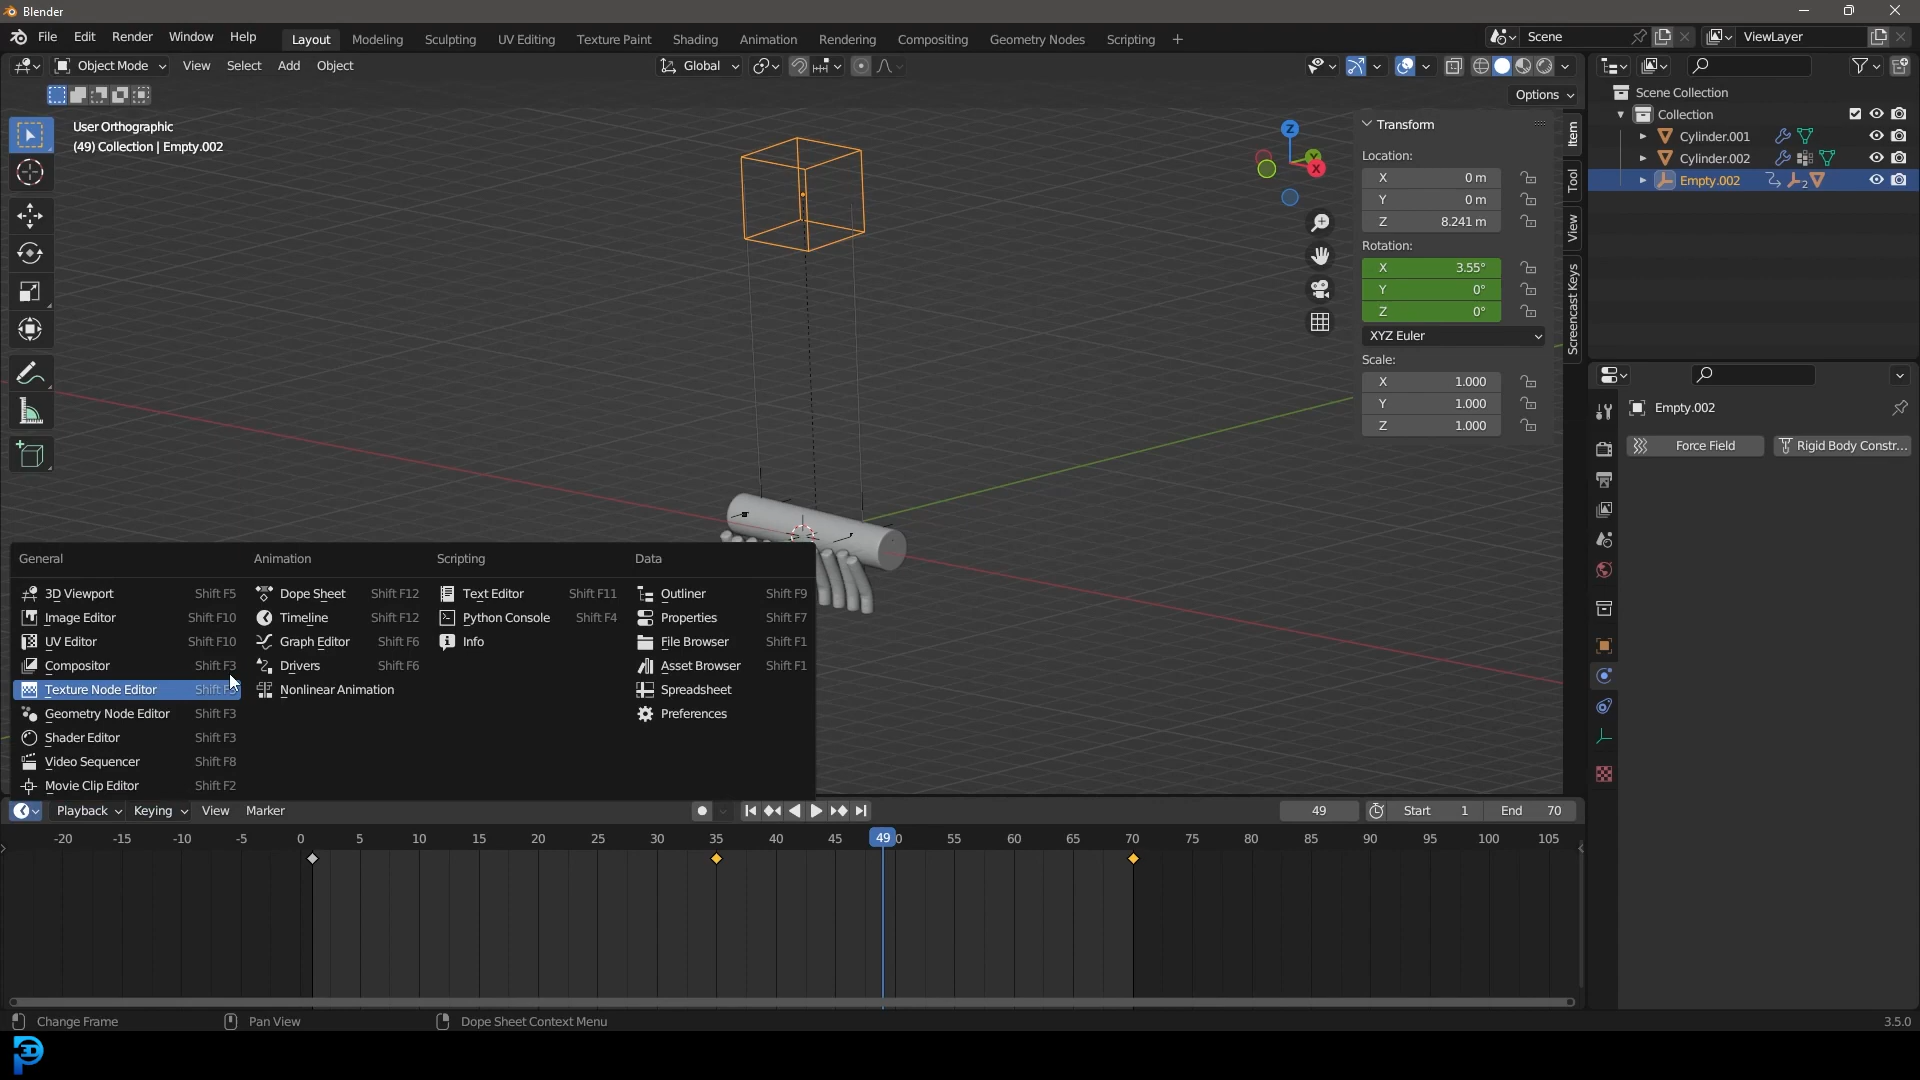 Blender
File Edit Render Window Help Layout Modeling Sculpting UV Editing Texture Paint Shading Animation Rendering Compositing Geometry Nodes Scripting + Scene ViewLayer
Object Mode View Select Add Object Global
Options
User Orthographic
(49) Collection | Empty.002
Z
Y
X
Transform
Location:
X 0 m
Y 0 m
Z 8.241 m
Rotation:
X 3.55°
Y 0°
Z 0°
XYZ Euler
Scale:
X 1.000
Y 1.000
Z 1.000
Item
Tool
View
Screencast Keys
Scene Collection
Collection
Cylinder.001
Cylinder.002
Empty.002 2
Empty.002
Force Field Rigid Body Constr...
General Animation Scripting Data
3D Viewport Shift F5 Dope Sheet Shift F12 Text Editor Shift F11 Outliner Shift F9
Image Editor Shift F10 Timeline Shift F12 Python Console Shift F4 Properties Shift F7
UV Editor Shift F10 Graph Editor Shift F6 Info File Browser Shift F1
Compositor Shift F3 Drivers Shift F6 Asset Browser Shift F1
Texture Node Editor Shift Nonlinear Animation Spreadsheet
Geometry Node Editor Shift F3 Preferences
Shader Editor Shift F3
Video Sequencer Shift F8
Movie Clip Editor Shift F2
Playback Keying View Marker 49 Start 1 End 70
-20 -15 -10 -5 0 5 10 15 20 25 30 35 40 45 49 0 55 60 65 70 75 80 85 90 95 100 105
Change Frame Pan View Dope Sheet Context Menu 3.5.0
3D
P